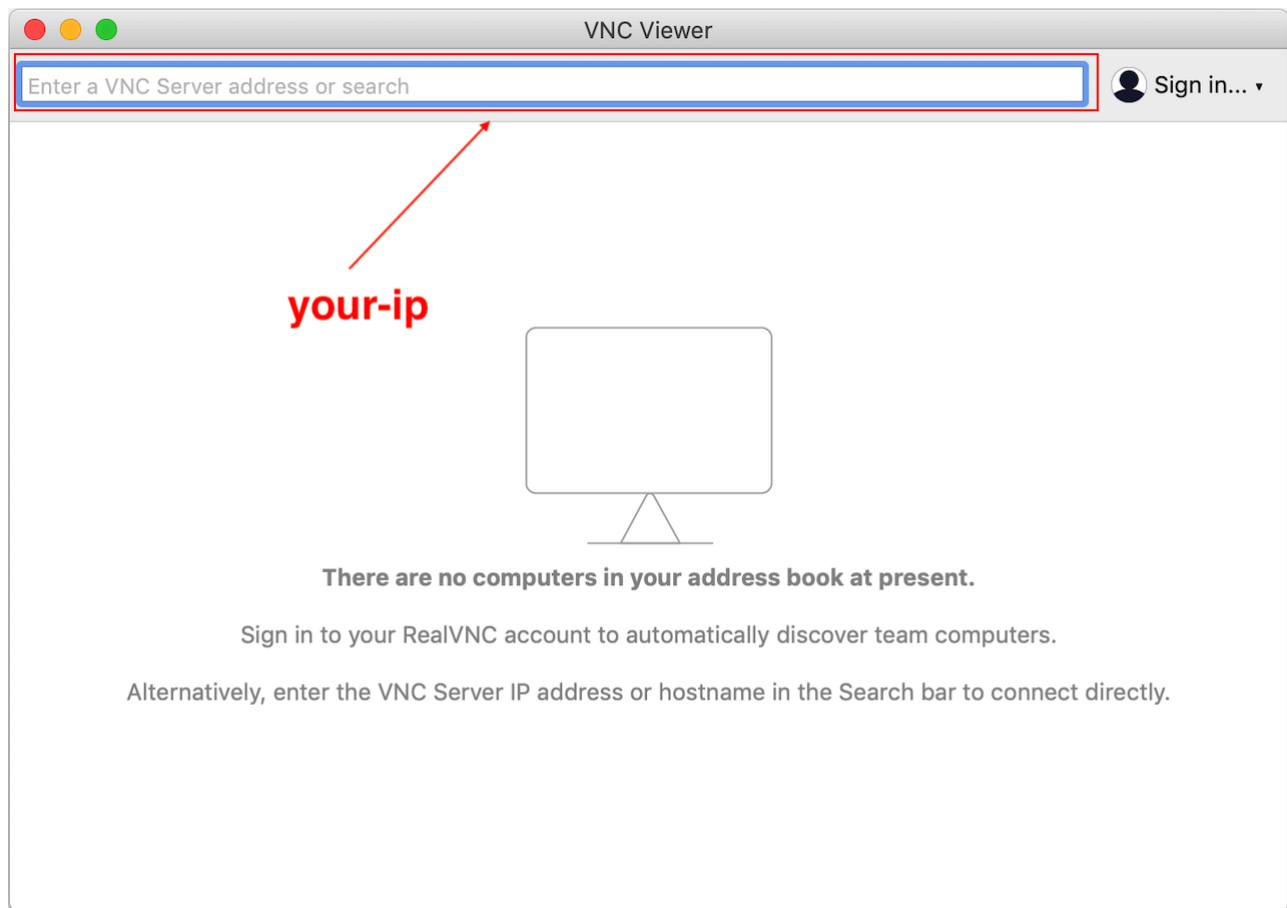 VNC Viewer
Enter a VNC Server address or search
Sign in...
your-ip
There are no computers in your address book at present.
Sign in to your RealVNC account to automatically discover team computers.
Alternatively, enter the VNC Server IP address or hostname in the Search bar to connect directly.